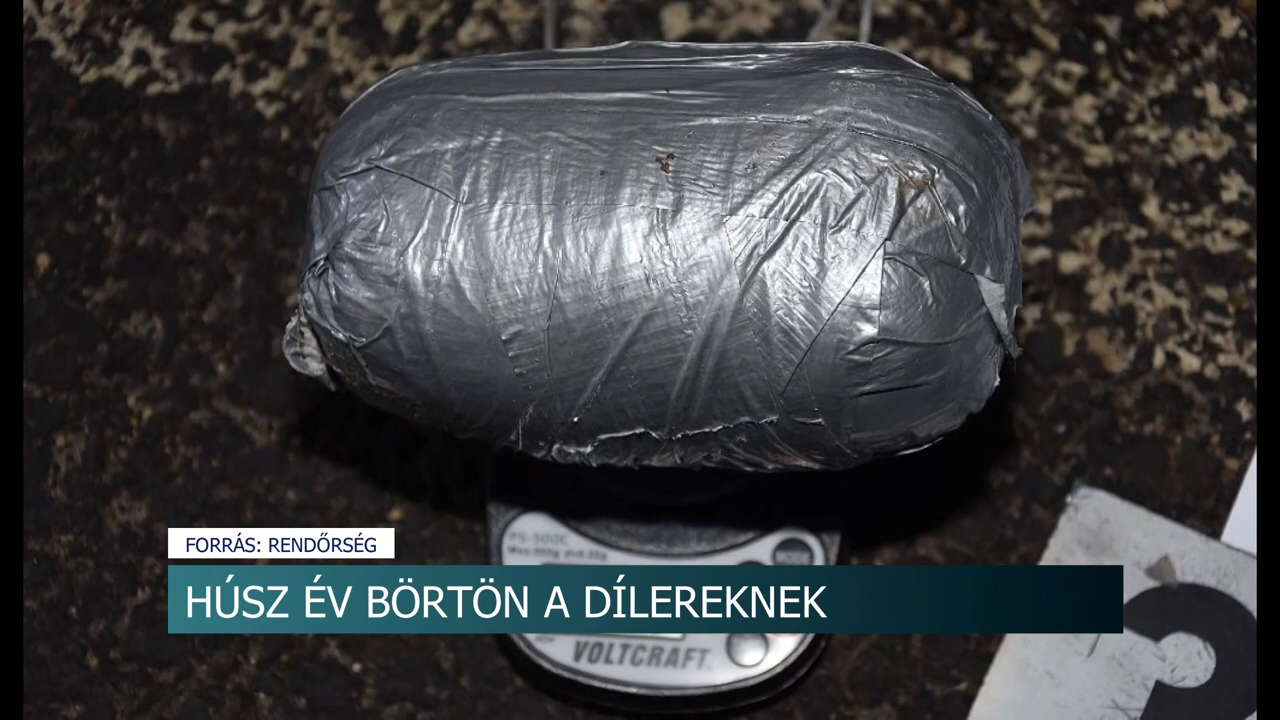 PS-500C
FORRÁS: RENDŐRSÉG
HÚSZ ÉV BÖRTÖN A DÍLEREKNEK
VOLTCRAFT